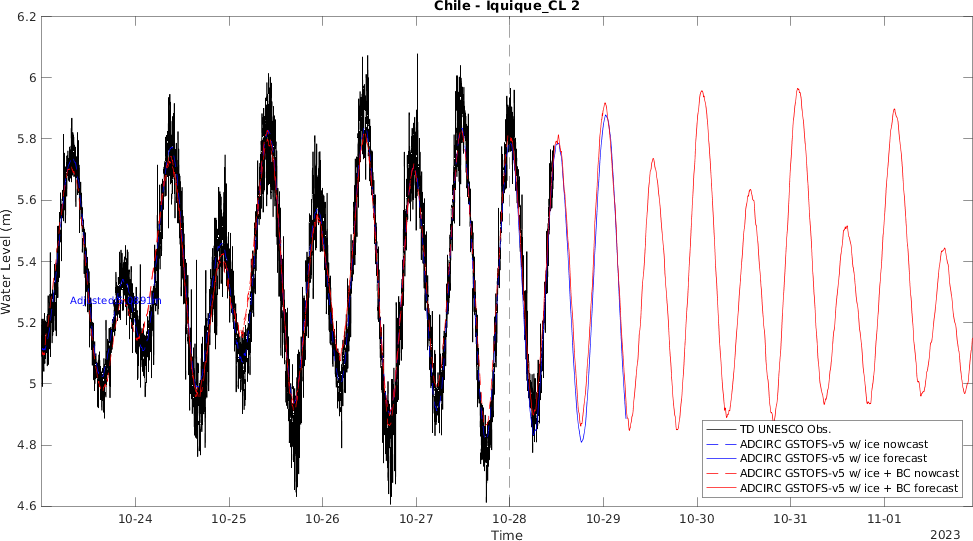 Chile - Iquique_CL 2
6.2
6
5.8
5.6
5.4
5.2
5
4.8
4.6
Water Level (m)
Adjusted
10-24 10-25 10-26 10-27 10-28 10-29 10-30 10-31 11-01
Time
2023
TD UNESCO Obs.
ADCIRC GSTOFS-v5 w/ ice nowcast
ADCIRC GSTOFS-v5 w/ ice forecast
ADCIRC GSTOFS-v5 w/ ice + BC nowcast
ADCIRC GSTOFS-v5 w/ ice + BC forecast